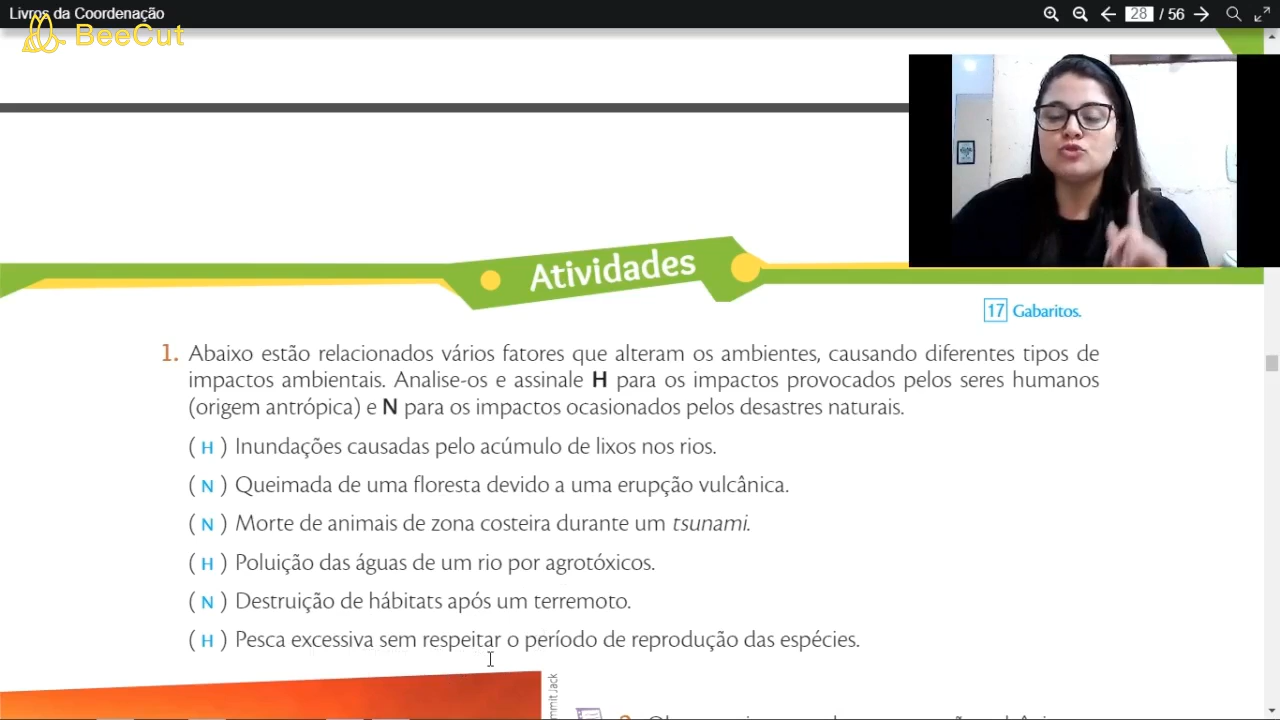 Livros da Coordenação
28 / 56
BeeCut
Atividades
17 Gabaritos.
1. Abaixo estão relacionados vários fatores que alteram os ambientes, causando diferentes tipos de
impactos ambientais. Analise-os e assinale H para os impactos provocados pelos seres humanos
(origem antrópica) e N para os impactos ocasionados pelos desastres naturais.
( H ) Inundações causadas pelo acúmulo de lixos nos rios.
( N ) Queimada de uma floresta devido a uma erupção vulcânica.
( N ) Morte de animais de zona costeira durante um tsunami.
( H ) Poluição das águas de um rio por agrotóxicos.
( N ) Destruição de hábitats após um terremoto.
( H ) Pesca excessiva sem respeitar o período de reprodução das espécies.